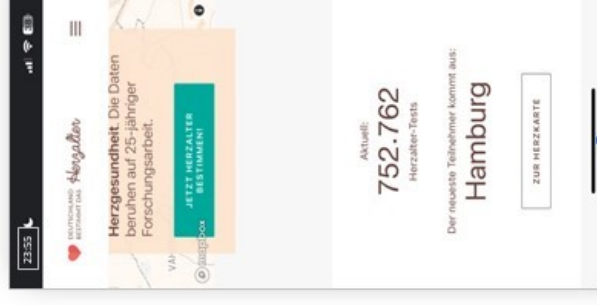 23:55
DEUTSCHLAND
BESTIMMT DAS
Herzalter
Herzgesundheit. Die Daten
beruhen auf 25-jähriger
Forschungsarbeit.
JETZT HERZALTER
BESTIMMEN!
VAH
mapbox
Aktuell:
752.762
Herzalter-Tests
Der neueste Teilnehmer kommt aus:
Hamburg
ZUR HERZKARTE